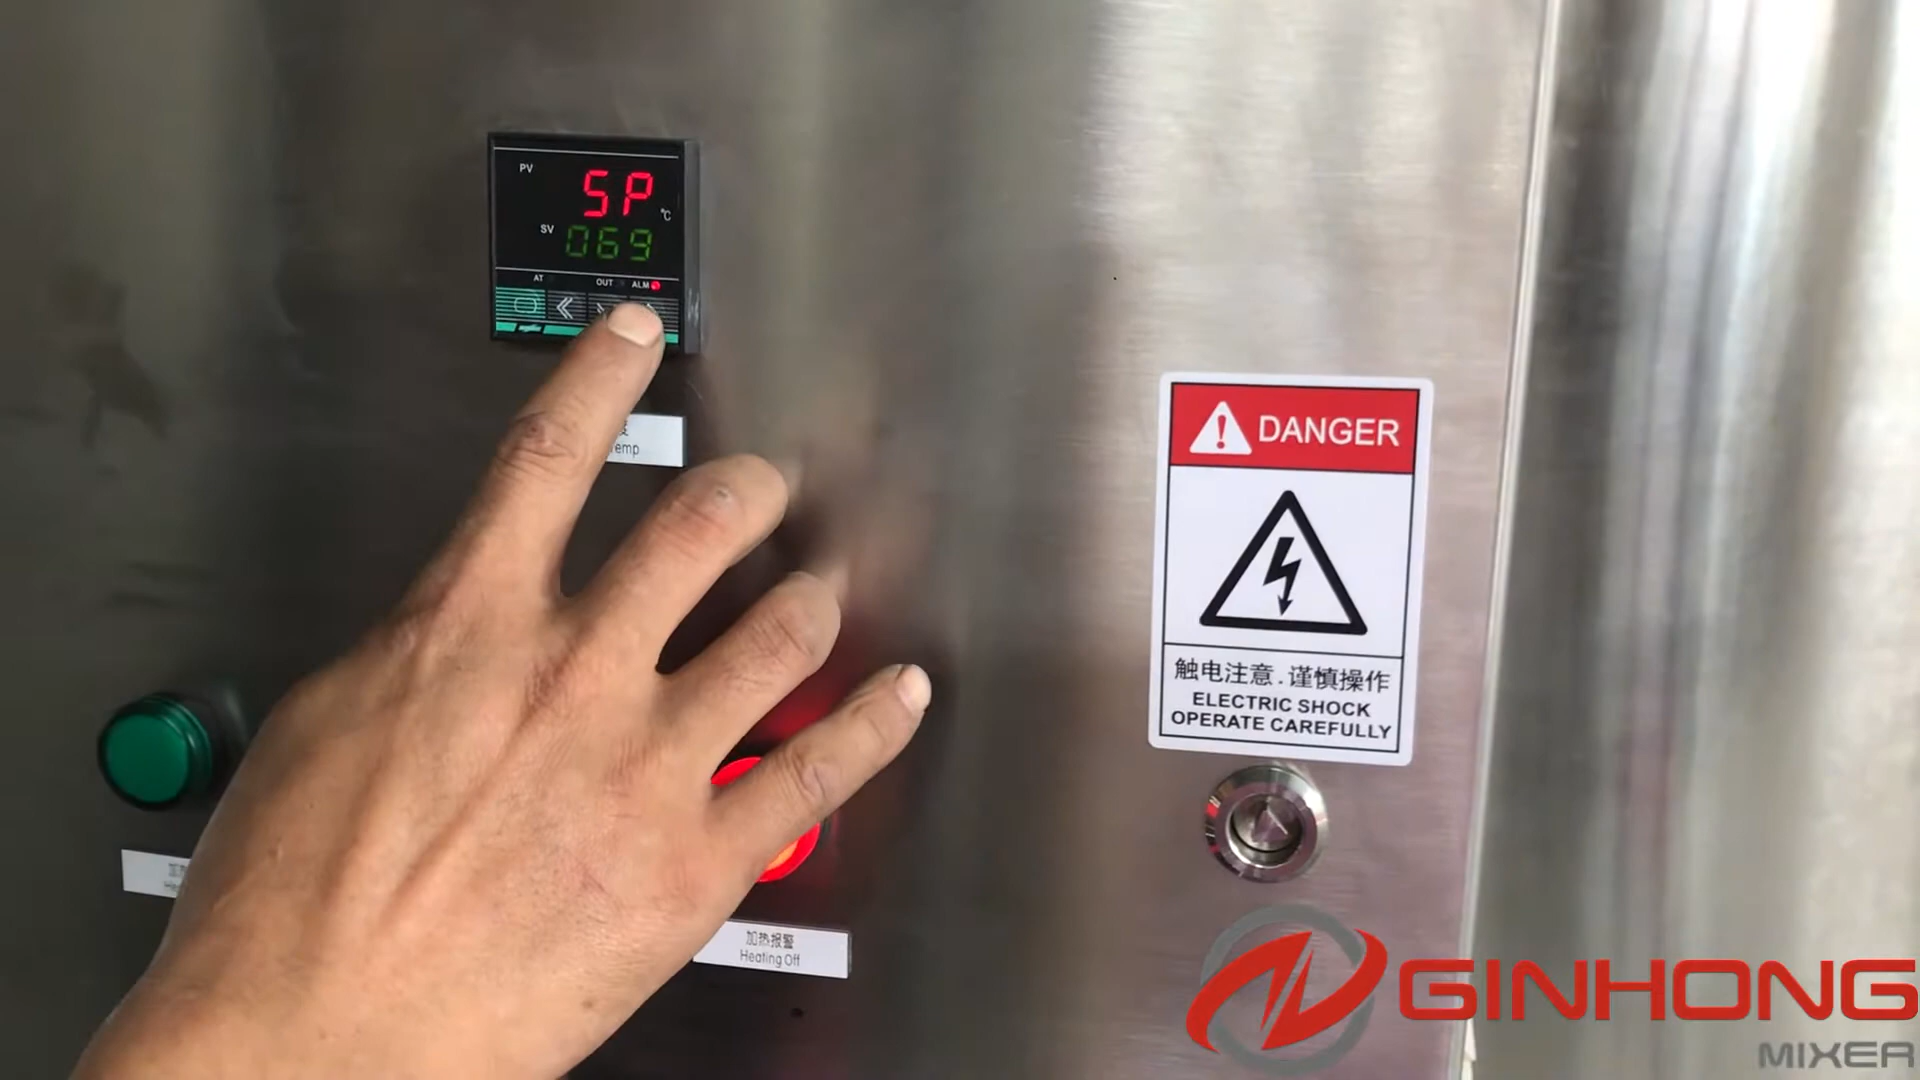 PV
SP
°C
SV
069
AT OUT ALM
DANGER
触电注意.谨慎操作
ELECTRIC SHOCK
OPERATE CAREFULLY
加热报警
Heating Off
GINHONG
MIXER